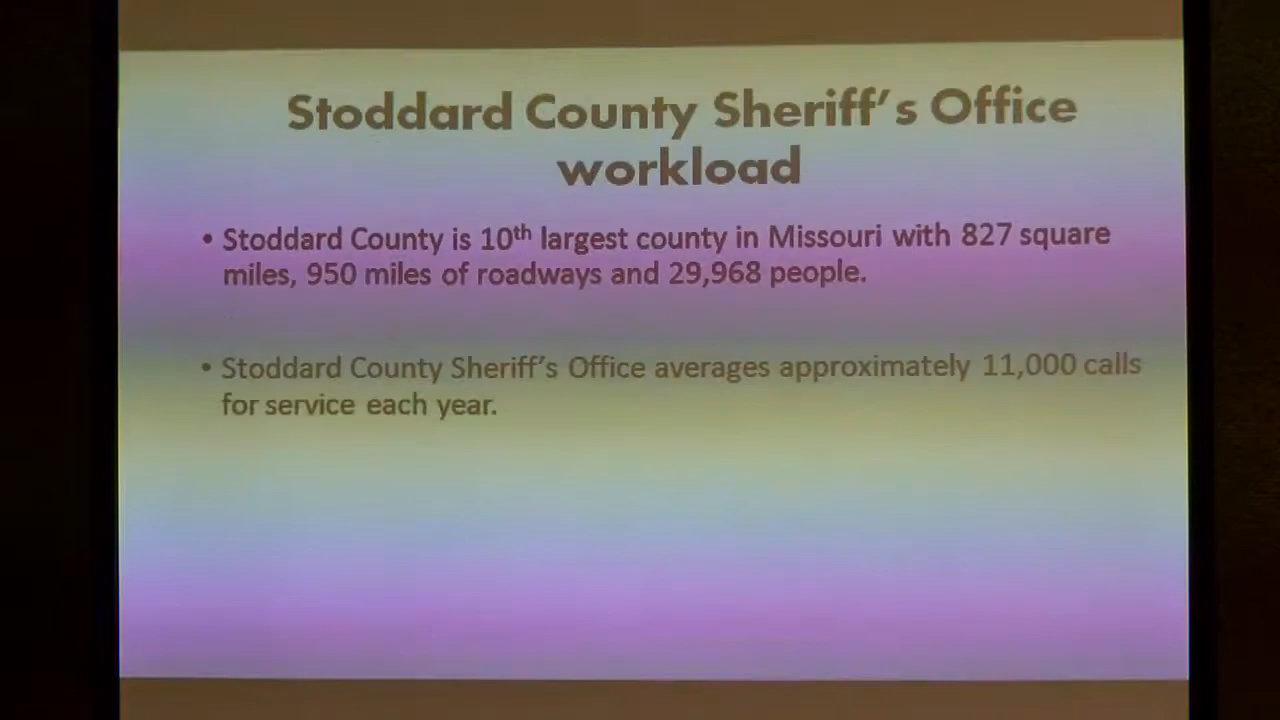 Stoddard County Sheriff's Office
workload
• Stoddard County is 10th largest county in Missouri with 827 square
miles, 950 miles of roadways and 29,968 people.
• Stoddard County Sheriff's Office averages approximately 11,000 calls
for service each year.